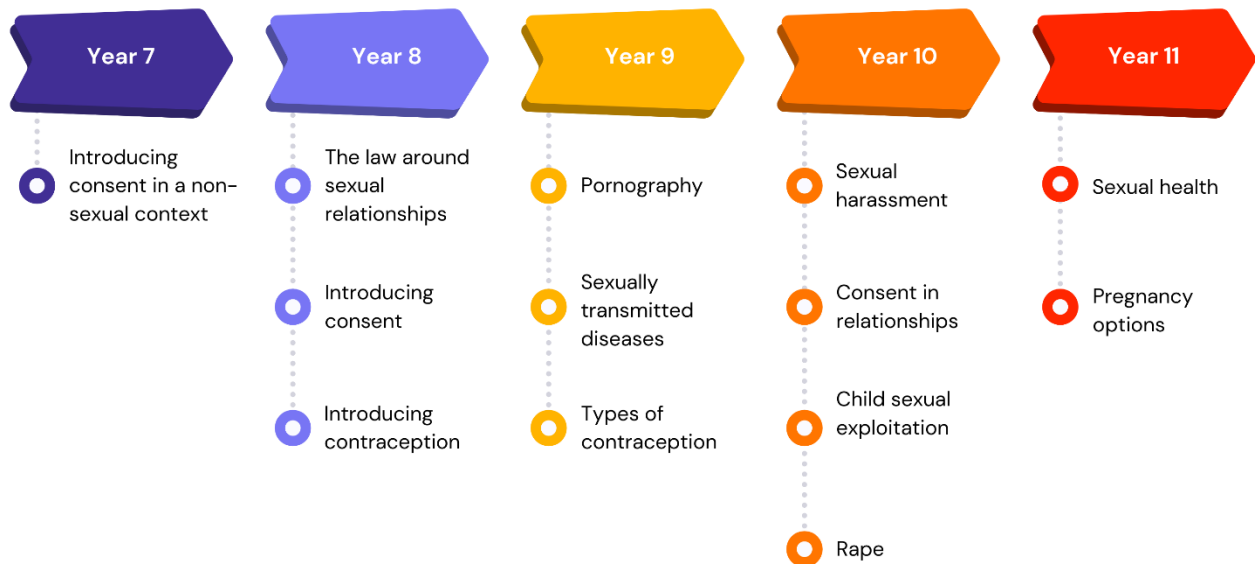 Year 7
Introducing
consent in a non-
sexual context
Year 8
The law around
sexual
relationships
Introducing
consent
Introducing
contraception
Year 9
Pornography
Sexually
transmitted
diseases
Types of
contraception
Year 10
Sexual
harassment
Consent in
relationships
Child sexual
exploitation
Rape
Year 11
Sexual health
Pregnancy
options